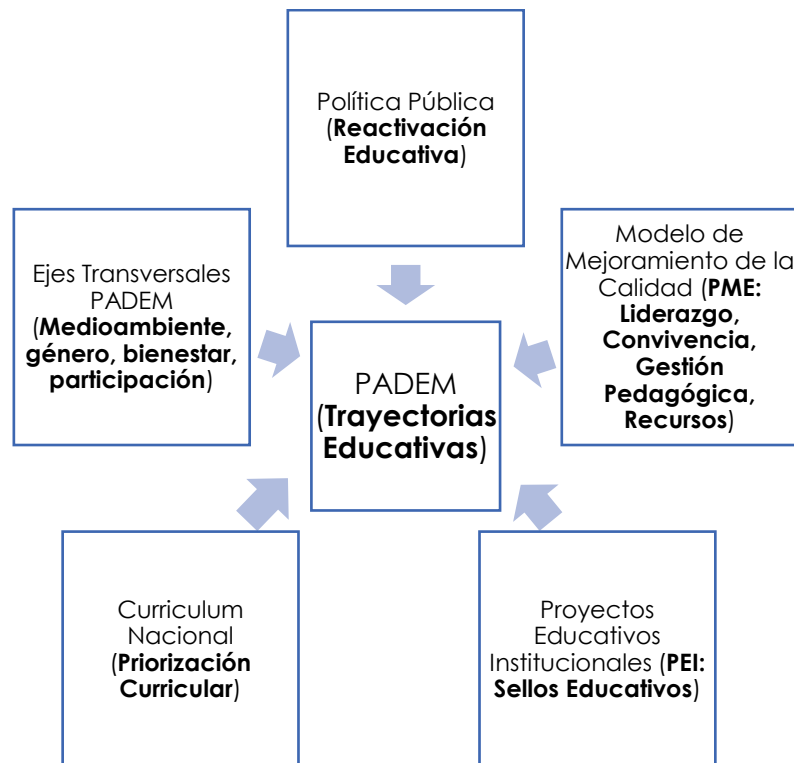 Política Pública
(Reactivación
Educativa)
Ejes Transversales
PADEM
(Medioambiente,
género, bienestar,
participación)
Modelo de
Mejoramiento de la
Calidad (PME:
Liderazgo,
Convivencia,
Gestión
Pedagógica,
Recursos)
PADEM
(Trayectorias
Educativas)
Curriculum
Nacional
(Priorización
Curricular)
Proyectos
Educativos
Institucionales (PEI:
Sellos Educativos)